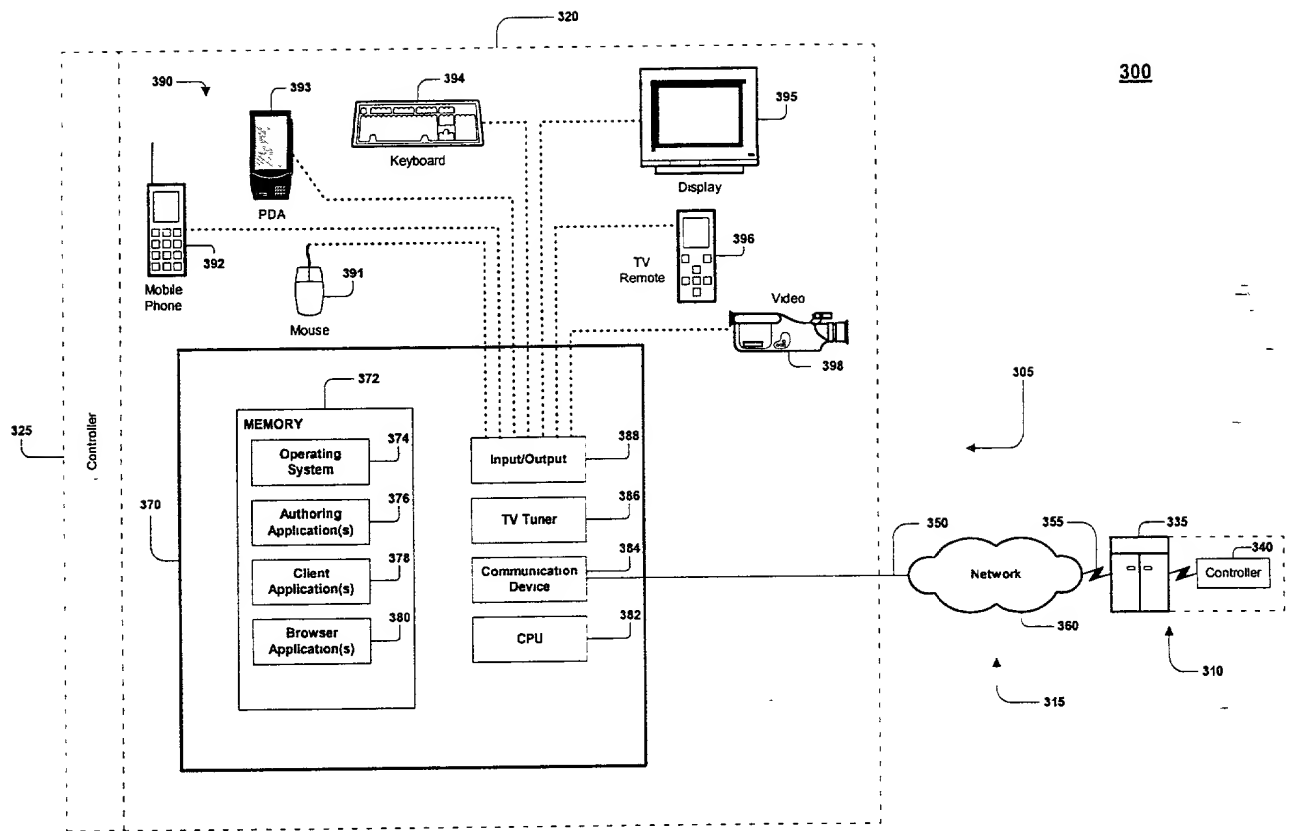 320
300
390
393
394
395
Keyboard
Display
PDA
392
Mobile
Phone
391
Mouse
396
TV
Remote
Video
398
372
305
325
Controller
MEMORY
374
Operating
System
388
Input/Output
370
376
Authoring
Application(s)
386
TV Tuner
378
Client
Application(s)
384
Communication
Device
350
355
335
340
Network
Controller
380
Browser
Application(s)
382
CPU
360
310
315